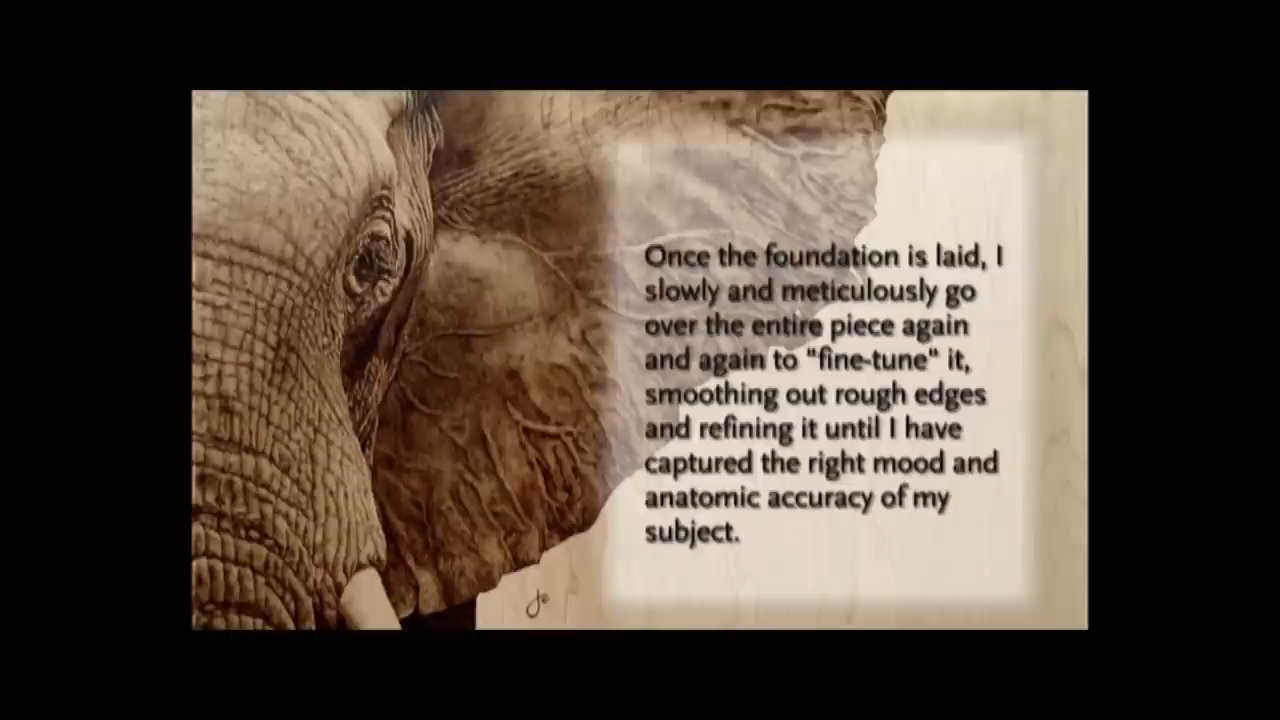 Once the foundation is laid, I
slowly and meticulously go
over the entire piece again
and again to "fine-tune" it,
smoothing out rough edges
and refining it until I have
captured the right mood and
anatomic accuracy of my
subject.